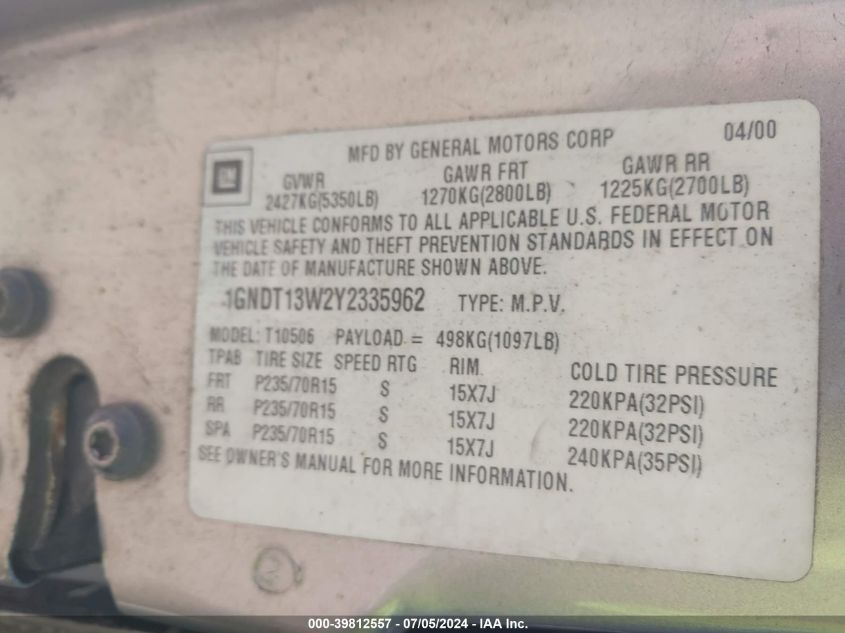 GM
MFD BY GENERAL MOTORS CORP 04/00
GVWR GAWR FRT GAWR RR
2427KG(5350LB) 1270KG(2800LB) 1225KG(2700LB)
THIS VEHICLE CONFORMS TO ALL APPLICABLE U.S. FEDERAL MOTOR
VEHICLE SAFETY AND THEFT PREVENTION STANDARDS IN EFFECT ON
THE DATE OF MANUFACTURE SHOWN ABOVE.
1GNDT13W2Y2335962 TYPE: M.P.V.
MODEL: T10506 PAYLOAD = 498KG(1097LB)
TPAB TIRE SIZE SPEED RTG RIM COLD TIRE PRESSURE
FRT P235/70R15 S 15X7J 220KPA(32PSI)
RR P235/70R15 S 15X7J 220KPA(32PSI)
SPA P235/70R15 S 15X7J 240KPA(35PSI)
SEE OWNER'S MANUAL FOR MORE INFORMATION.
2
000-39812557 - 07/05/2024 - IAA Inc.